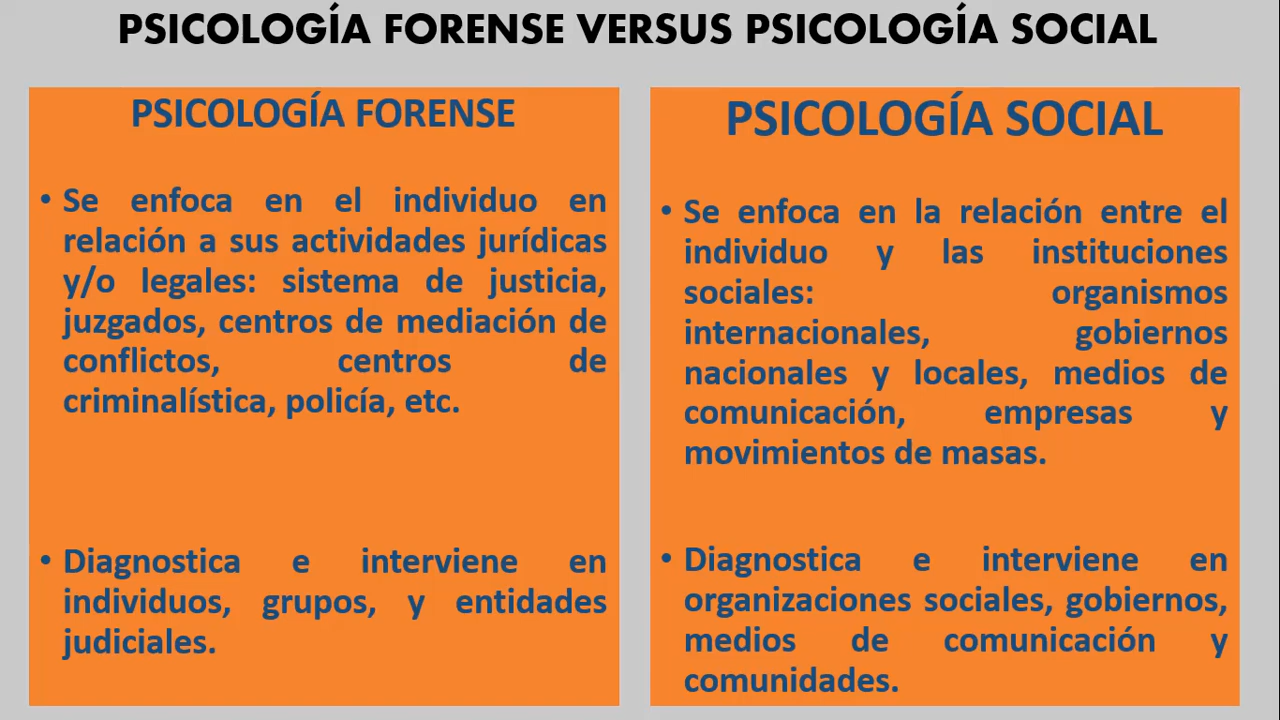 PSICOLOGÍA FORENSE VERSUS PSICOLOGÍA SOCIAL
PSICOLOGÍA FORENSE
• Se enfoca en el individuo en
relación a sus actividades jurídicas
y/o legales: sistema de justicia,
juzgados, centros de mediación de
conflictos, centros de
criminalística, policía, etc.
• Diagnostica e interviene en
individuos, grupos, y entidades
judiciales.
PSICOLOGÍA SOCIAL
• Se enfoca en la relación entre el
individuo y las instituciones
sociales: organismos
internacionales, gobiernos
nacionales y locales, medios de
comunicación, empresas y
movimientos de masas.
• Diagnostica e interviene en
organizaciones sociales, gobiernos,
medios de comunicación y
comunidades.